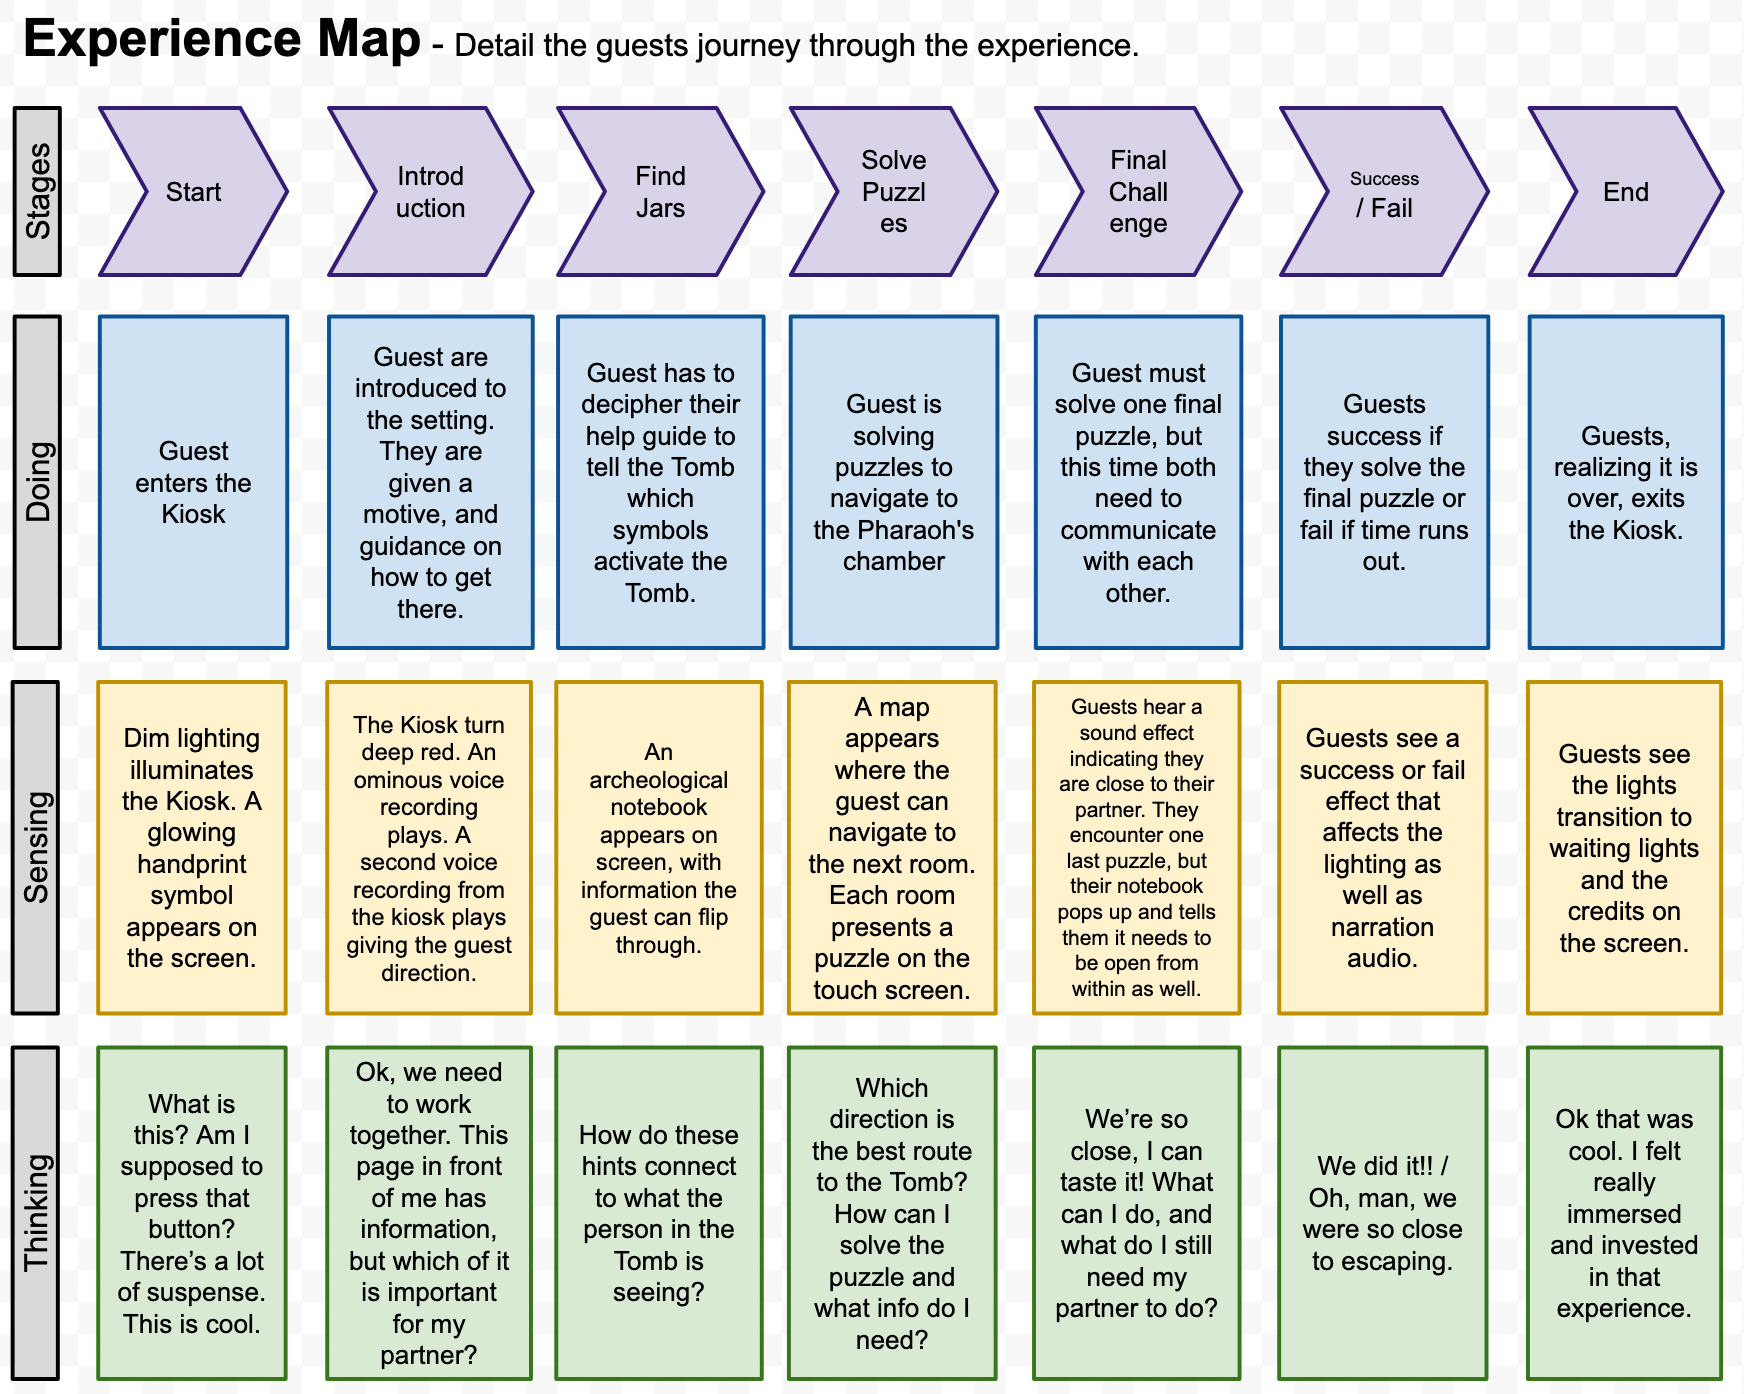 Experience Map - Detail the guests journey through the experience.
Stages
Start
Introd
uction
Find
Jars
Solve
Puzzl
es
Final
Chall
enge
Success
/ Fail
End
Doing
Guest
enters the
Kiosk
Guest are
introduced to
the setting.
They are
given a
motive, and
guidance on
how to get
there.
Guest has to
decipher their
help guide to
tell the Tomb
which
symbols
activate the
Tomb.
Guest is
solving
puzzles to
navigate to
the Pharaoh's
chamber
Guest must
solve one final
puzzle, but
this time both
need to
communicate
with each
other.
Guests
success if
they solve the
final puzzle or
fail if time runs
out.
Guests,
realizing it is
over, exits
the Kiosk.
Sensing
Dim lighting
illuminates
the Kiosk. A
glowing
handprint
symbol
appears on
the screen.
The Kiosk turn
deep red. An
ominous voice
recording
plays. A
second voice
recording from
the kiosk plays
giving the guest
direction.
An
archeological
notebook
appears on
screen, with
information the
guest can flip
through.
A map
appears
where the
guest can
navigate to
the next room.
Each room
presents a
puzzle on the
touch screen.
Guests hear a
sound effect
indicating they
are close to their
partner. They
encounter one
last puzzle, but
their notebook
pops up and tells
them it needs to
be open from
within as well.
Guests see a
success or fail
effect that
affects the
lighting as
well as
narration
audio.
Guests see
the lights
transition to
waiting lights
and the
credits on
the screen.
Thinking
What is
this? Am I
supposed to
press that
button?
There’s a lot
of suspense.
This is cool.
Ok, we need
to work
together. This
page in front
of me has
information,
but which of it
is important
for my
partner?
How do these
hints connect
to what the
person in the
Tomb is
seeing?
Which
direction is
the best route
to the Tomb?
How can I
solve the
puzzle and
what info do I
need?
We’re so
close, I can
taste it! What
can I do, and
what do I still
need my
partner to do?
We did it!! /
Oh, man, we
were so close
to escaping.
Ok that was
cool. I felt
really
immersed
and invested
in that
experience.